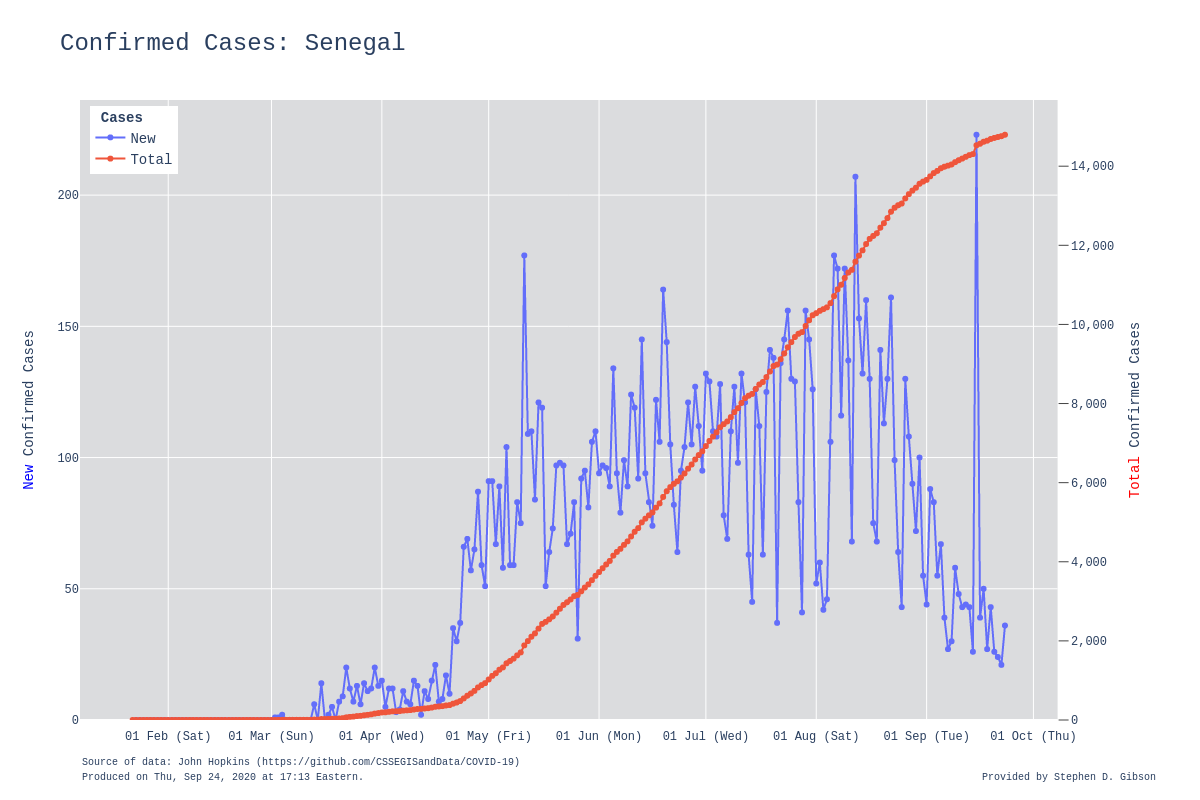 Confirmed Cases: Senegal
Cases
New
Total
200
150
100
50
0
14,000
12,000
10,000
8,000
6,000
4,000
2,000
0
New Confirmed Cases
Total Confirmed Cases
01 Feb (Sat) 01 Mar (Sun) 01 Apr (Wed) 01 May (Fri) 01 Jun (Mon) 01 Jul (Wed) 01 Aug (Sat) 01 Sep (Tue) 01 Oct (Thu)
Source of data: John Hopkins (https://github.com/CSSEGISandData/COVID-19)
Produced on Thu, Sep 24, 2020 at 17:13 Eastern.
Provided by Stephen D. Gibson